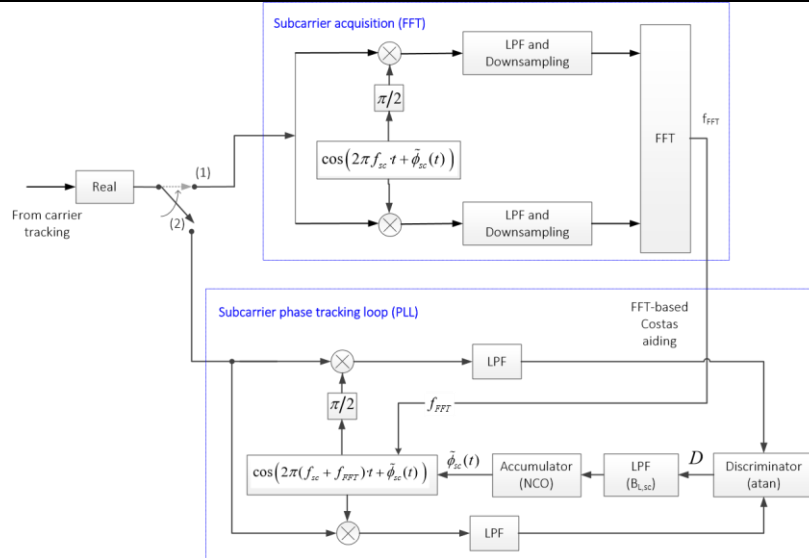 Subcarrier acquisition (FFT)
LPF and
Downsampling
π/2
cos(2πf_sc·t + φ̃_sc(t))
FFT
f_FFT
LPF and
Downsampling
Real
(1)
(2)
From carrier
tracking
Subcarrier phase tracking loop (PLL)
FFT-based
Costas
aiding
LPF
π/2
f_FFT
cos(2π(f_sc + f_FFT)·t + φ̃_sc(t))
φ̃_sc(t)
Accumulator
(NCO)
LPF
(B_L,sc)
D
Discriminator
(atan)
LPF